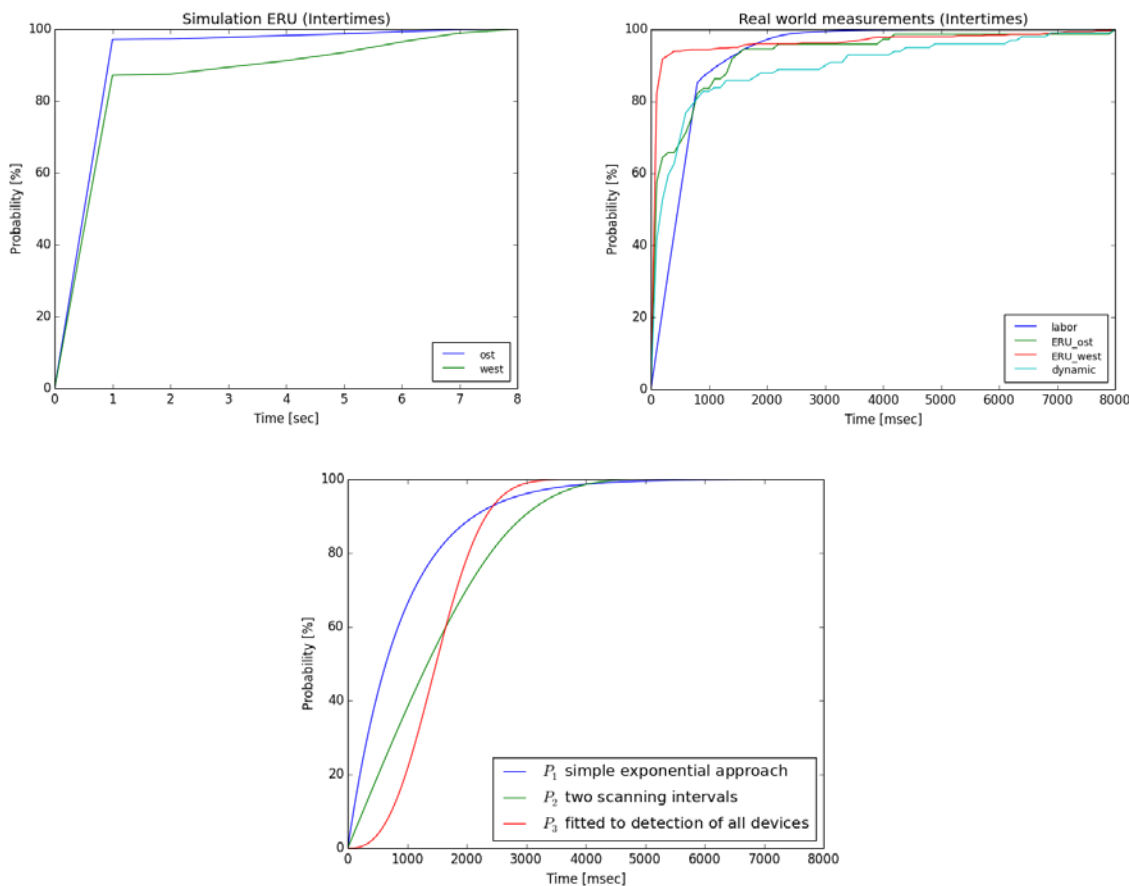 Simulation ERU (Intertimes)
Probability [%]
100
80
60
40
20
0
0 1 2 3 4 5 6 7 8
Time [sec]
ost
west
Real world measurements (Intertimes)
Probability [%]
100
80
60
40
20
0
0 1000 2000 3000 4000 5000 6000 7000 8000
Time [msec]
labor
ERU_ost
ERU_west
dynamic
Probability [%]
100
80
60
40
20
0
0 1000 2000 3000 4000 5000 6000 7000 8000
Time [msec]
P₁ simple exponential approach
P₂ two scanning intervals
P₃ fitted to detection of all devices